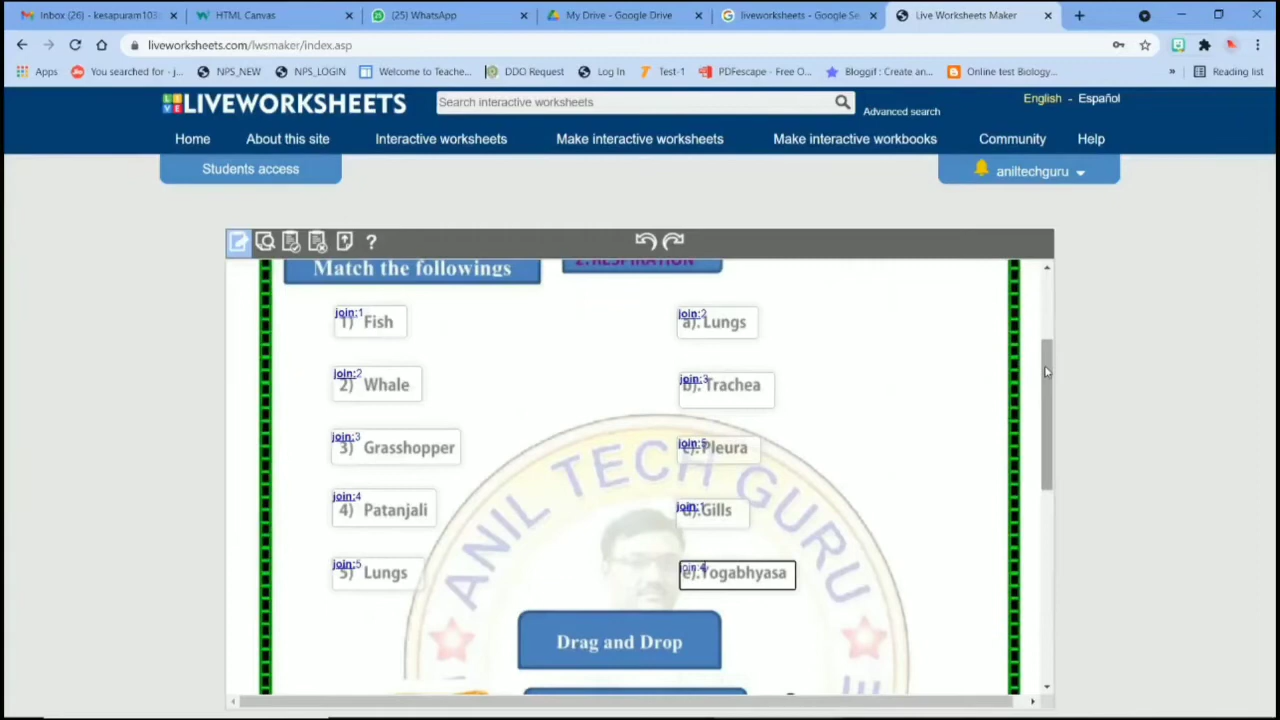 Inbox (26) - kesapuram103
HTML Canvas
(25) WhatsApp
My Drive - Google Drive
liveworksheets - Google Se
Live Worksheets Maker
liveworksheets.com/lwsmaker/index.asp
Apps
You searched for - j...
NPS_NEW
NPS_LOGIN
Welcome to Teache...
DDO Request
Log In
Test-1
PDFescape - Free O...
Bloggif : Create an...
Online test Biology...
»
Reading list
LIVEWORKSHEETS
Search interactive worksheets
Advanced search
English - Español
Home
About this site
Interactive worksheets
Make interactive worksheets
Make interactive workbooks
Community
Help
Students access
aniltechguru
?
Match the followings
2.RESPIRATION
join:1
1) Fish
join:2
a). Lungs
join:2
2) Whale
join:3
b). Trachea
join:3
3) Grasshopper
join:5
c). Pleura
join:4
4) Patanjali
join:1
d). Gills
join:5
5) Lungs
join:4
e). Yogabhyasa
ANIL TECH GURU
Drag and Drop